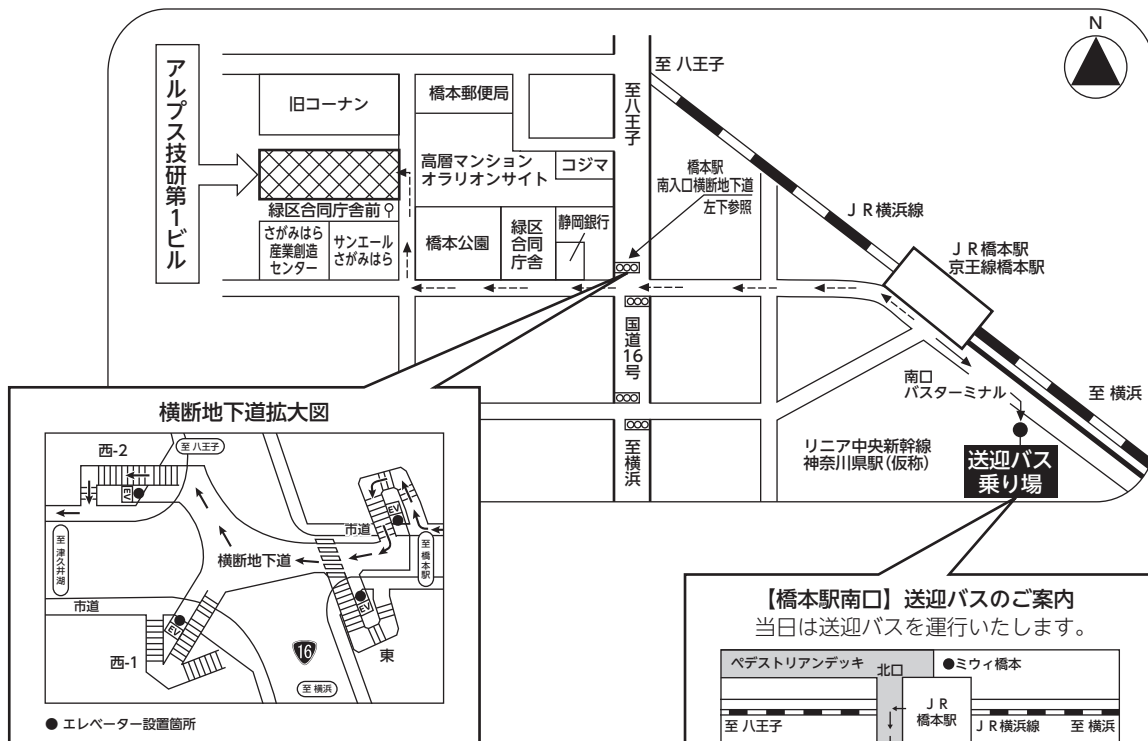 N
至 八王子
アルプス技研第1ビル
旧コーナン
橋本郵便局
至八王子
高層マンション
オラリオンサイト
コジマ
橋本駅
南入口横断地下道
左下参照
JR横浜線
緑区合同庁舎前
さがみはら
産業創造
センター
サンエール
さがみはら
橋本公園
緑区
合同
庁舎
静岡銀行
JR橋本駅
京王線橋本駅
国道16号
南口
バスターミナル
至 横浜
至横浜
リニア中央新幹線
神奈川県駅(仮称)
送迎バス
乗り場
横断地下道拡大図
西-2
至 八王子
EV
EV
市道
至 津久井湖
横断地下道
至 橋本駅
市道
EV
EV
西-1
16
東
至 横浜
● エレベーター設置箇所
【橋本駅南口】送迎バスのご案内
当日は送迎バスを運行いたします。
ペデストリアンデッキ
北口
●ミウィ橋本
JR
橋本駅
至 八王子
JR横浜線
至 横浜